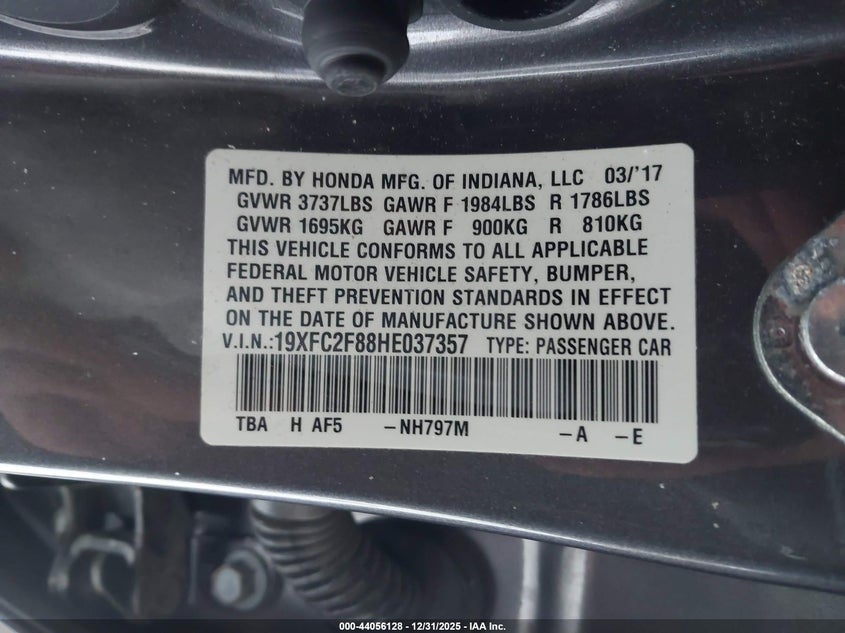 MFD. BY HONDA MFG. OF INDIANA, LLC 03/'17
GVWR 3737LBS GAWR F 1984LBS R 1786LBS
GVWR 1695KG GAWR F 900KG R 810KG
THIS VEHICLE CONFORMS TO ALL APPLICABLE
FEDERAL MOTOR VEHICLE SAFETY, BUMPER,
AND THEFT PREVENTION STANDARDS IN EFFECT
ON THE DATE OF MANUFACTURE SHOWN ABOVE.
V.I.N.:19XFC2F88HE037357 TYPE: PASSENGER CAR
TBA H AF5 –NH797M –A –E
000-44056128 - 12/31/2025 - IAA Inc.